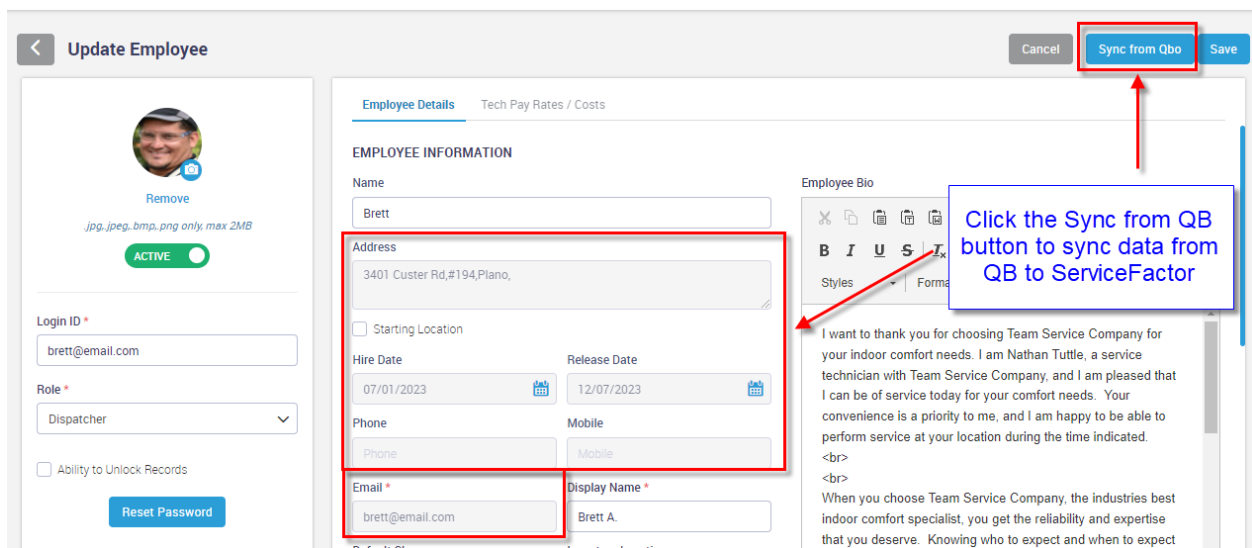 Update Employee
Cancel
Sync from Qbo
Save
Remove
.jpg,.jpeg,.bmp,.png only, max 2MB
ACTIVE
Login ID *
brett@email.com
Role *
Dispatcher
Ability to Unlock Records
Reset Password
Employee Details
Tech Pay Rates / Costs
EMPLOYEE INFORMATION
Name
Brett
Address
3401 Custer Rd,#194,Plano,
Starting Location
Hire Date
Release Date
07/01/2023
12/07/2023
Phone
Mobile
Phone
Mobile
Email *
Display Name *
brett@email.com
Brett A.
Employee Bio
B I U S Ix
Styles
Forma
Click the Sync from QB
button to sync data from
QB to ServiceFactor
I want to thank you for choosing Team Service Company for
your indoor comfort needs. I am Nathan Tuttle, a service
technician with Team Service Company, and I am pleased that
I can be of service today for your comfort needs. Your
convenience is a priority to me, and I am happy to be able to
perform service at your location during the time indicated.
<br>
<br>
When you choose Team Service Company, the industries best
indoor comfort specialist, you get the reliability and expertise
that you deserve. Knowing who to expect and when to expect